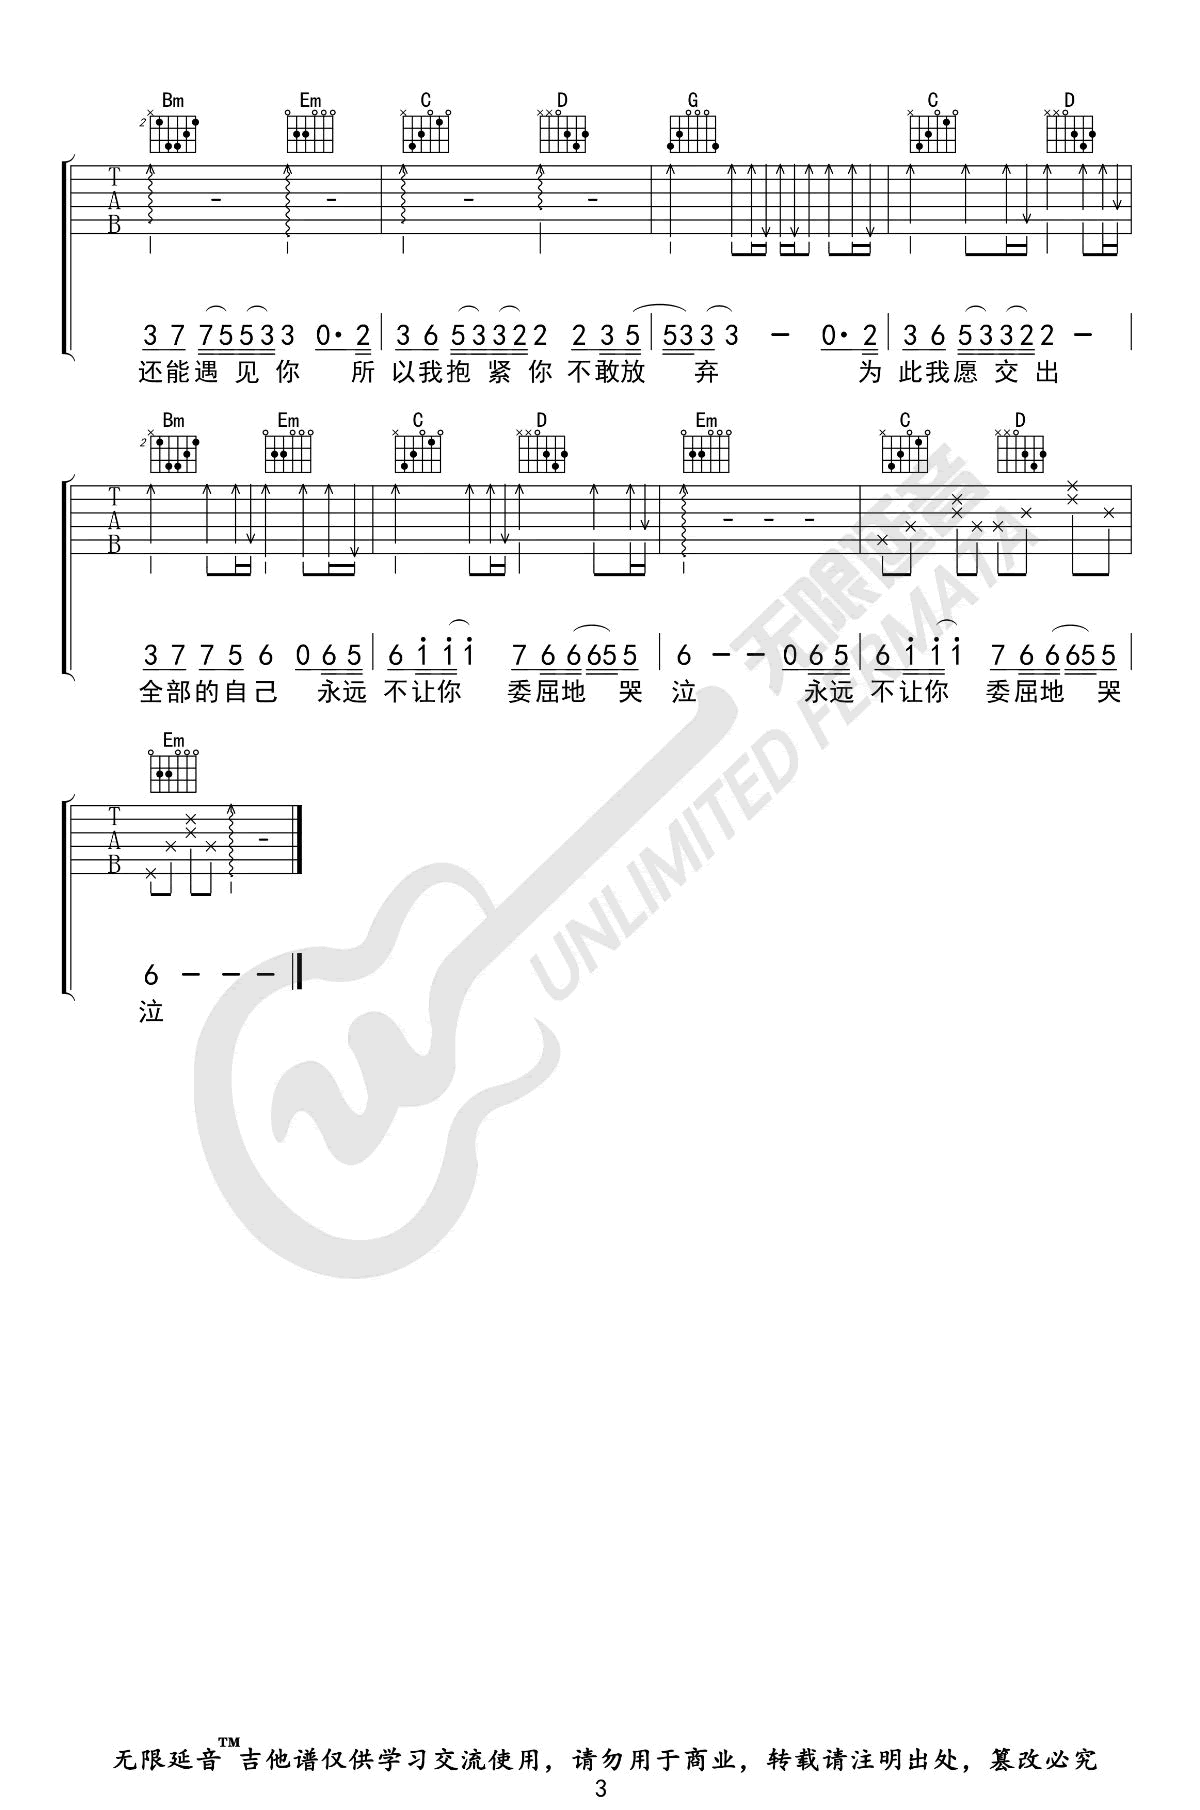 Bm Em C D G C D
2
T
A
B
3 7 7 5 5 3 3 0· 2 3 6 5 3 3 2 2 2 3 5 5 3 3 3 － 0· 2 3 6 5 3 3 2 2 －
还能遇见你 所以我抱紧你不敢放弃 为此我愿交出
Bm Em C D Em C D
2
3 7 7 5 6 0 6 5 6 i i i 7 6 6 6 5 5 6 － － 0 6 5 6 i i i 7 6 6 6 5 5
全部的自己 永远不让你 委屈地哭泣 永远不让你 委屈地哭
Em
T
A
B
6 － － －
泣
无限延音
UNLIMITED FERMATA
无限延音™吉他谱仅供学习交流使用，请勿用于商业，转载请注明出处，篡改必究
3